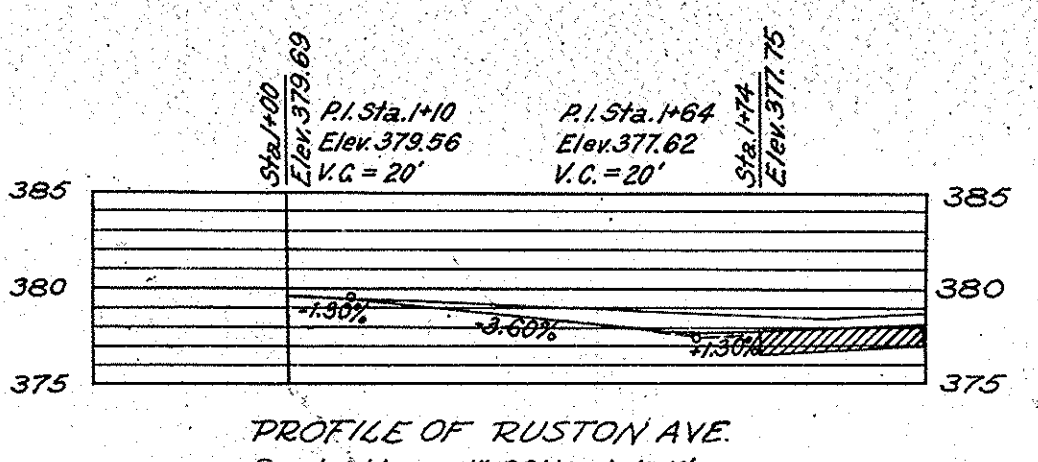 Sta.1+00
Elev.379.69
P.I. Sta.1+10
Elev.379.56
V.C. = 20'
P.I. Sta.1+64
Elev.377.62
V.C. = 20'
Sta.1+74
Elev.377.75
385
385
380
380
-1.30%
-3.60%
+1.30%
375
375
PROFILE OF RUSTON AVE.